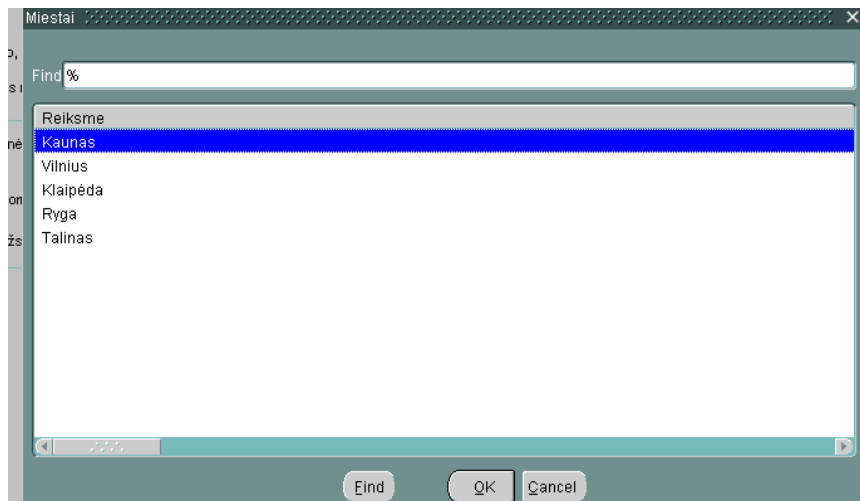 Miestai
Find %
Reiksme
Kaunas
Vilnius
Klaipėda
Ryga
Talinas
Find OK Cancel